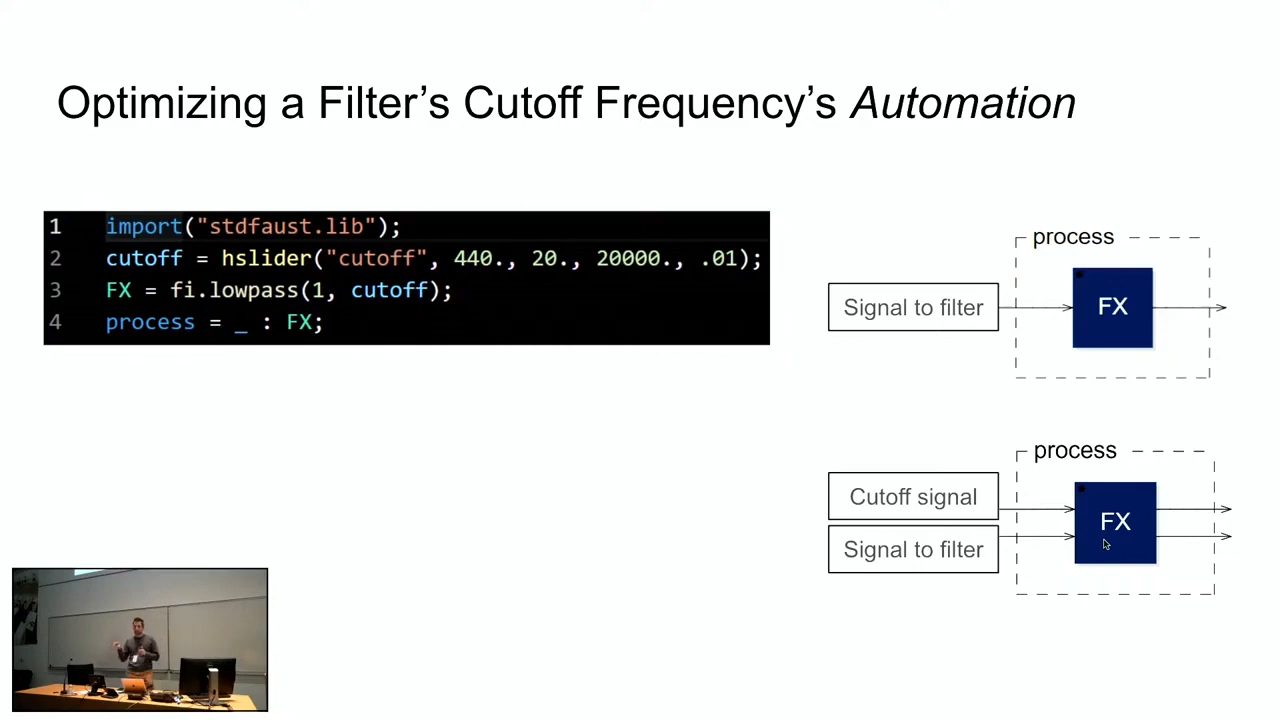 Optimizing a Filter’s Cutoff Frequency’s Automation
1 import("stdfaust.lib");
2 cutoff = hslider("cutoff", 440., 20., 20000., .01);
3 FX = fi.lowpass(1, cutoff);
4 process = _ : FX;
process
Signal to filter
FX
process
Cutoff signal
Signal to filter
FX